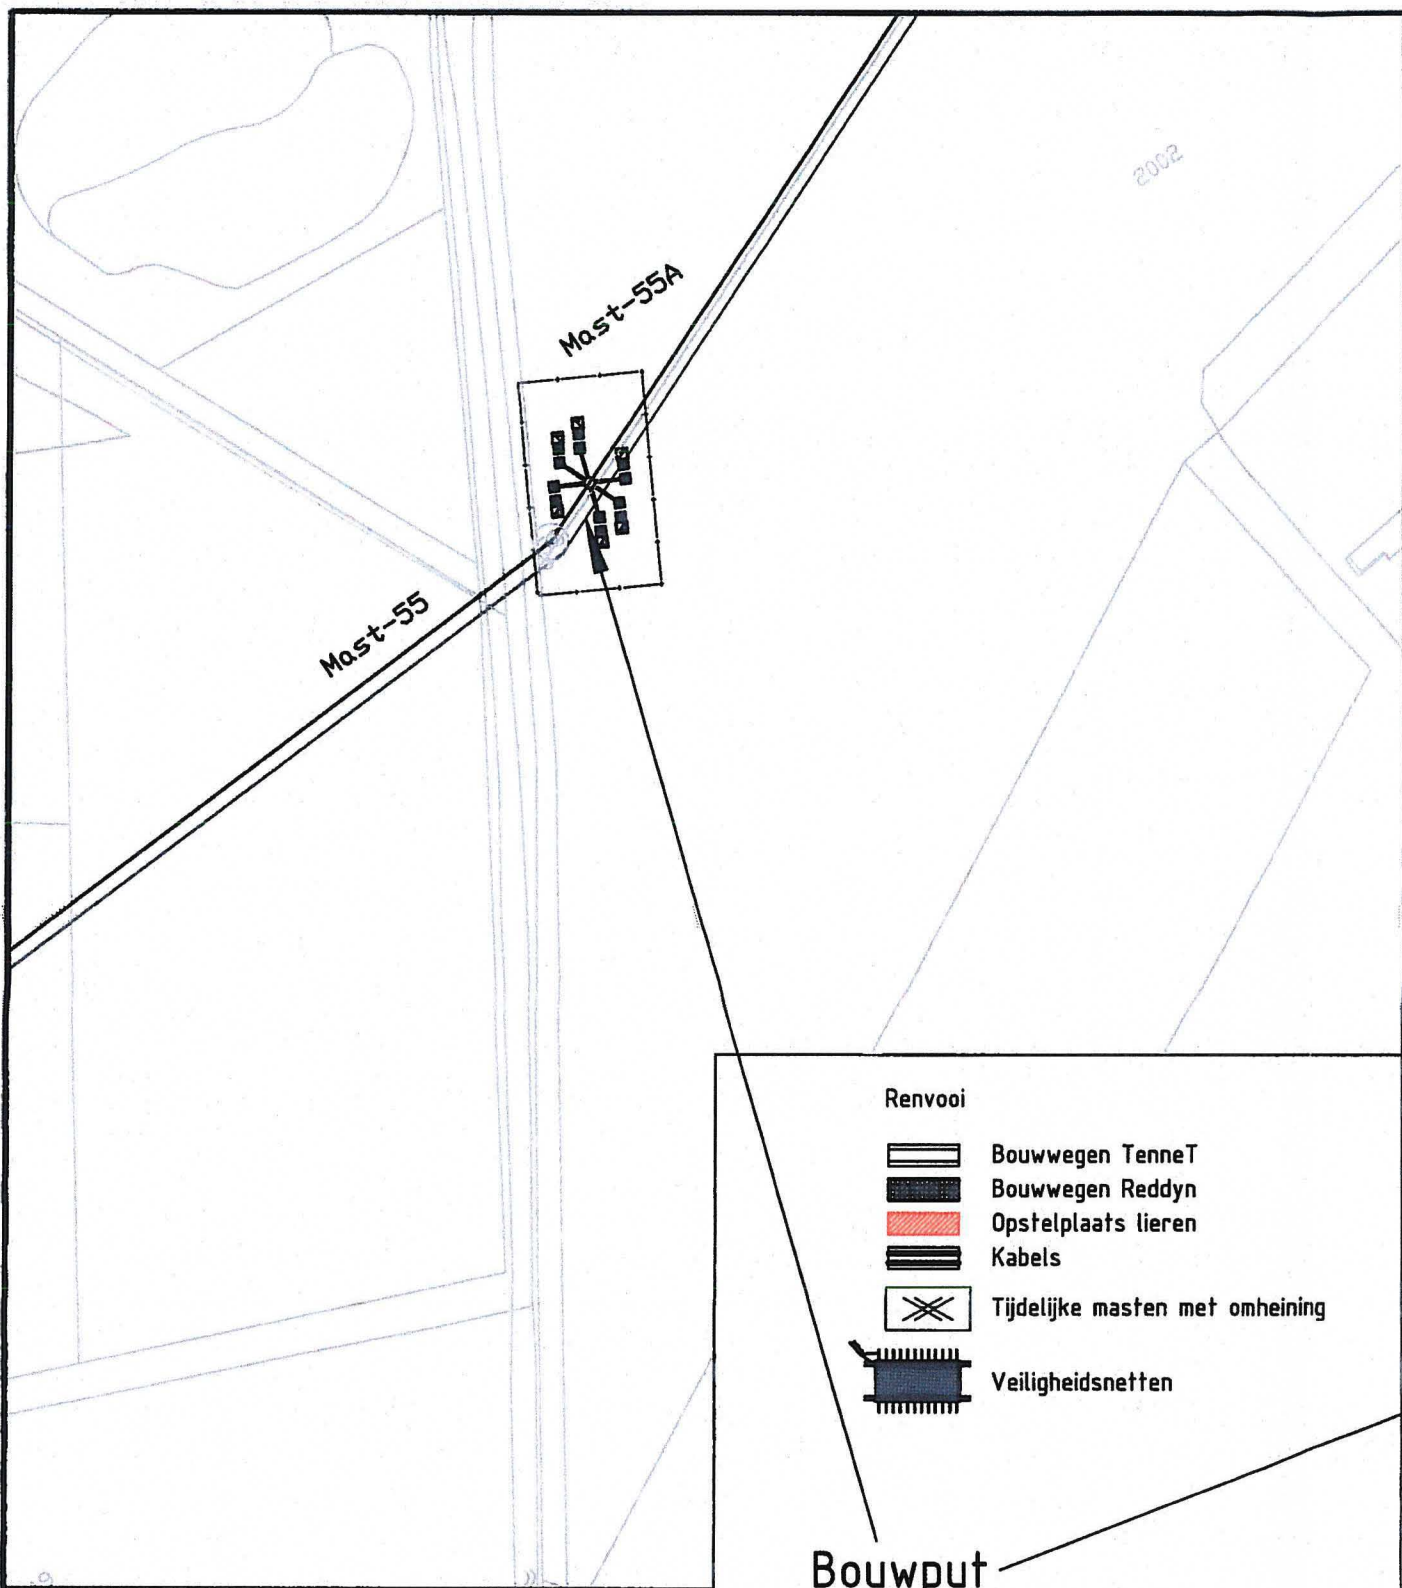 2002
Mast-55A
Mast-55
Renvooi
Bouwwegen TenneT
Bouwwegen Reddyn
Opstelplaats lieren
Kabels
Tijdelijke masten met omheining
Veiligheidsnetten
Bouwput